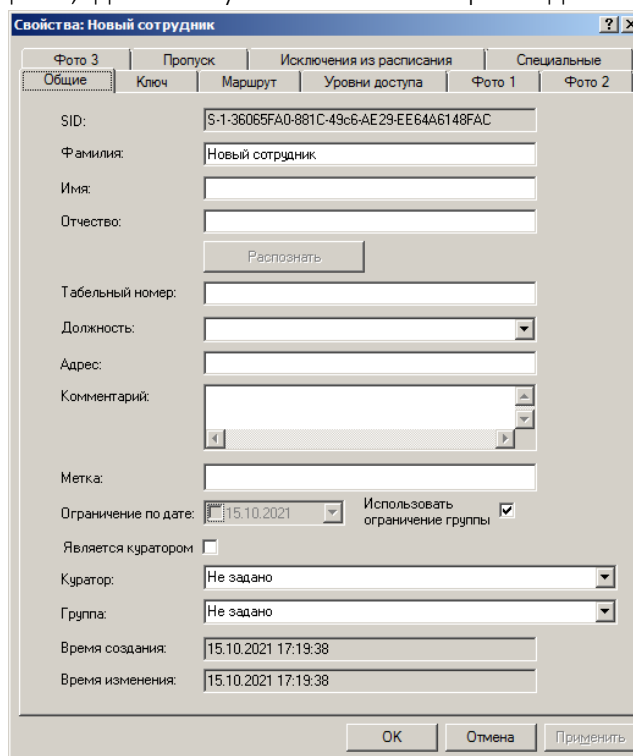 Свойства: Новый сотрудник
Фото 3 Пропуск Исключения из расписания Специальные
Общие Ключ Маршрут Уровни доступа Фото 1 Фото 2
SID: S-1-36065FA0-881C-49c6-AE29-EE64A6148FAC
Фамилия: Новый сотрудник
Имя:
Отчество:
Распознать
Табельный номер:
Должность:
Адрес:
Комментарий:
Метка:
Ограничение по дате: 15.10.2021 Использовать
ограничение группы
Является куратором
Куратор: Не задано
Группа: Не задано
Время создания: 15.10.2021 17:19:38
Время изменения: 15.10.2021 17:19:38
OK Отмена Применить